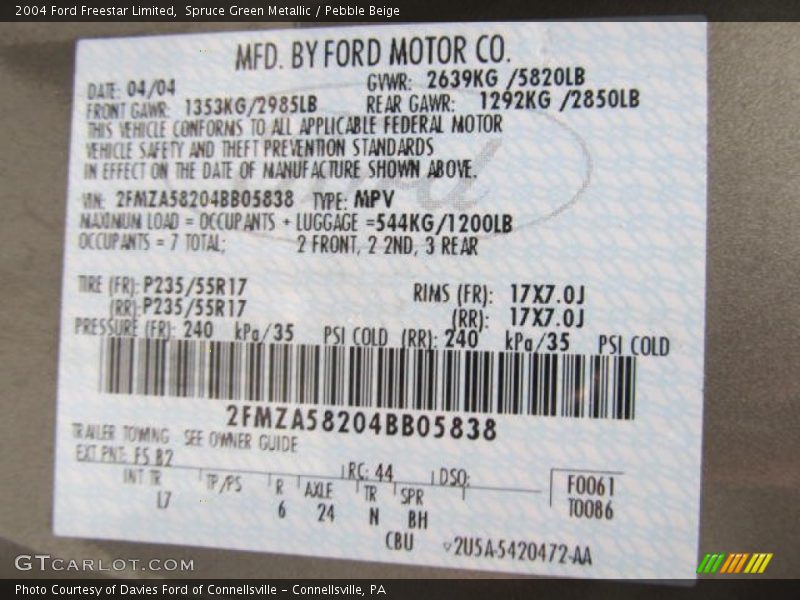 2004 Ford Freestar Limited,  Spruce Green Metallic / Pebble Beige
MFD. BY FORD MOTOR CO.
DATE: 04/04 GVWR: 2639KG /5820LB
FRONT GAWR: 1353KG/2985LB REAR GAWR: 1292KG /2850LB
THIS VEHICLE CONFORMS TO ALL APPLICABLE FEDERAL MOTOR
VEHICLE SAFETY AND THEFT PREVENTION STANDARDS
IN EFFECT ON THE DATE OF MANUFACTURE SHOWN ABOVE.
VIN: 2FMZA58204BB05838 TYPE: MPV
MAXIMUM LOAD = OCCUPANTS + LUGGAGE =544KG/1200LB
OCCUPANTS = 7 TOTAL; 2 FRONT, 2 2ND, 3 REAR
TIRE (FR): P235/55R17 RIMS (FR): 17X7.0J
(RR): P235/55R17 (RR): 17X7.0J
PRESSURE (FR): 240 kPa/35 PSI COLD (RR): 240 kPa/35 PSI COLD
2FMZA58204BB05838
TRAILER TOWING SEE OWNER GUIDE
EXT PNT: FS B2 RC: 44 DSO: F0061
INT TR TP/PS R AXLE TR SPR T0086
L7 6 24 N BH
CBU 2U5A-5420472-AA
GTCARLOT.COM
Photo Courtesy of Davies Ford of Connellsville - Connellsville, PA